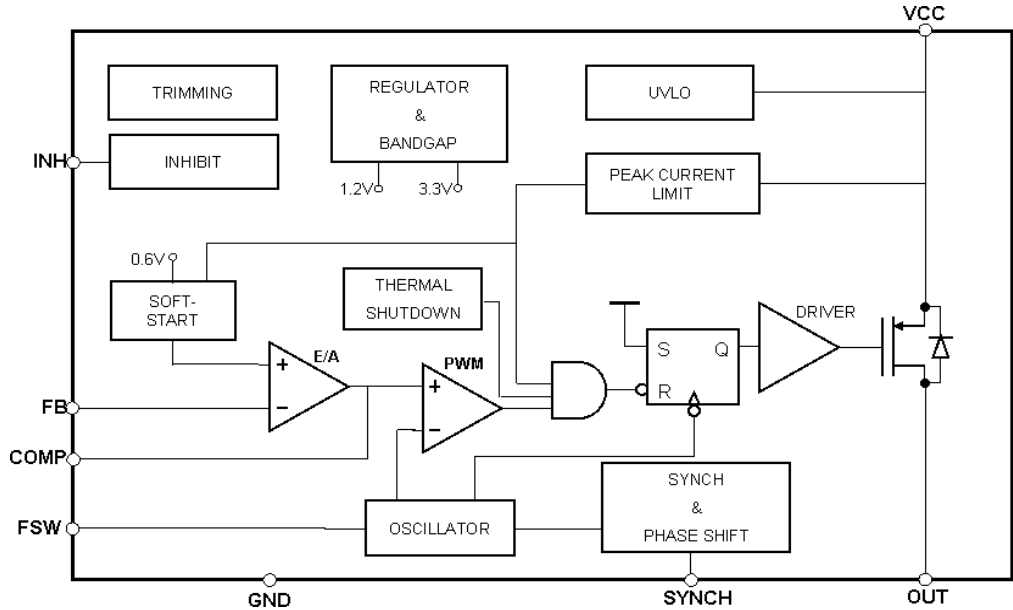 VCC
TRIMMING
REGULATOR
&
BANDGAP
UVLO
INH
INHIBIT
PEAK CURRENT
LIMIT
1.2V
3.3V
0.6V
SOFT-
START
THERMAL
SHUTDOWN
DRIVER
E/A
PWM
S
Q
R
+
−
+
−
FB
COMP
FSW
OSCILLATOR
SYNCH
&
PHASE SHIFT
GND
SYNCH
OUT